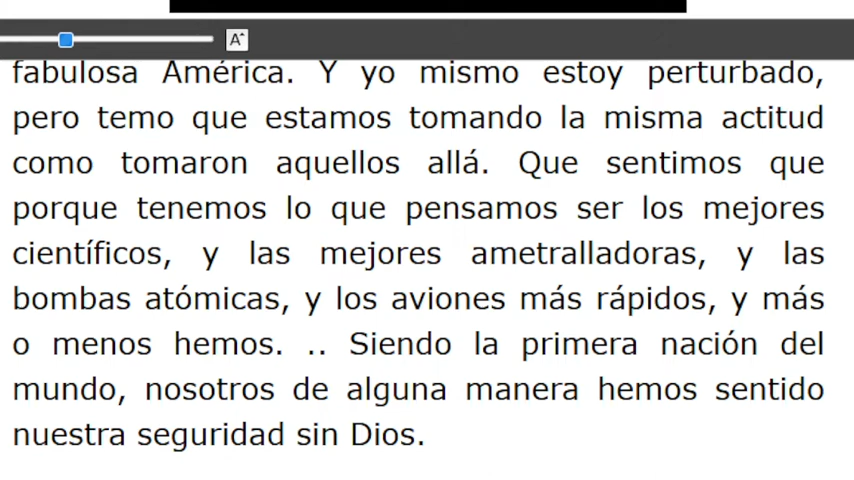 A
fabulosa América. Y yo mismo estoy perturbado,
pero temo que estamos tomando la misma actitud
como tomaron aquellos allá. Que sentimos que
porque tenemos lo que pensamos ser los mejores
científicos, y las mejores ametralladoras, y las
bombas atómicas, y los aviones más rápidos, y más
o menos hemos. .. Siendo la primera nación del
mundo, nosotros de alguna manera hemos sentido
nuestra seguridad sin Dios.